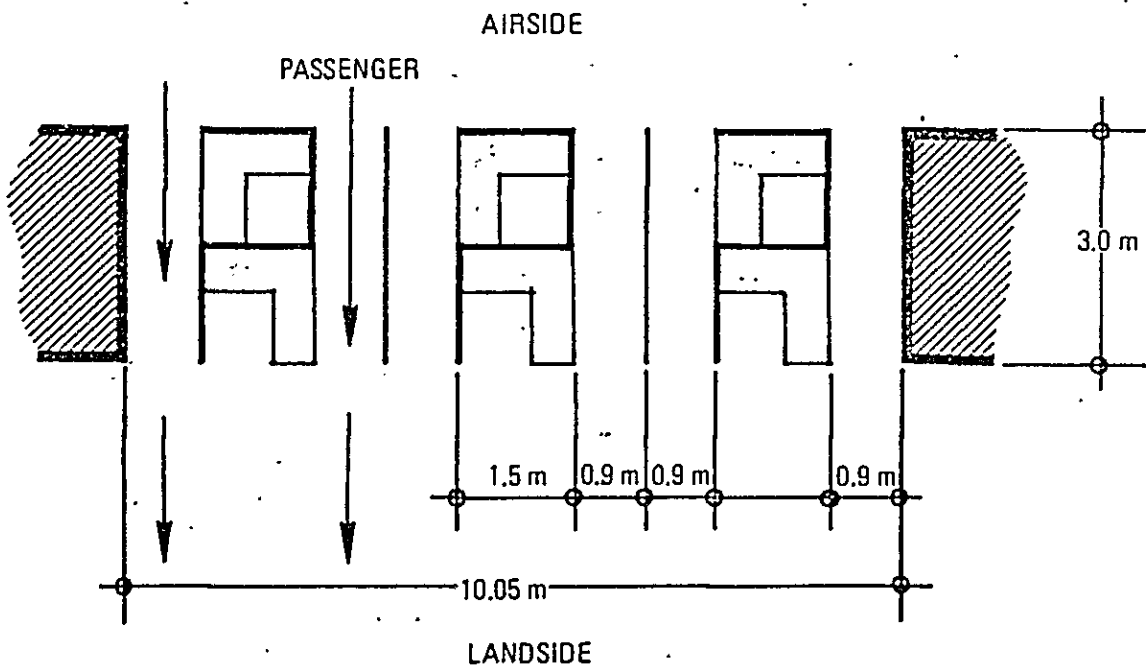 AIRSIDE
PASSENGER
3.0 m
1.5 m 0.9 m 0.9 m 0.9 m
10.05 m
LANDSIDE